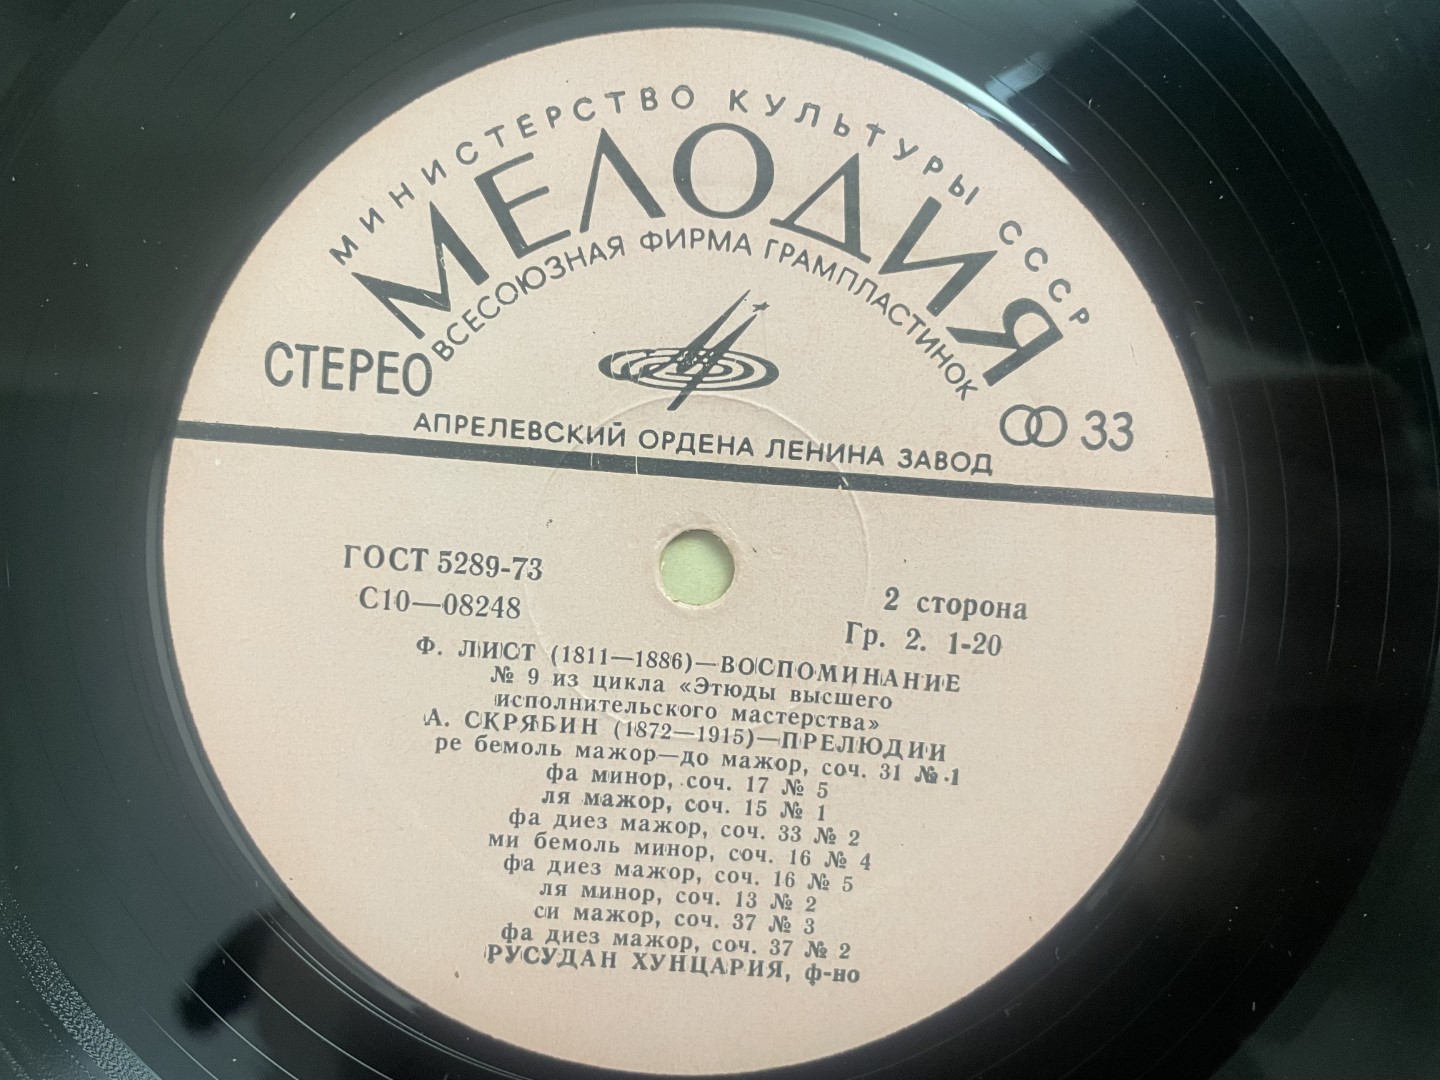 МИНИСТЕРСТВО КУЛЬТУРЫ СССР
МЕЛОДИЯ
ВСЕСОЮЗНАЯ ФИРМА ГРАМПЛАСТИНОК
СТЕРЕО
33
АПРЕЛЕВСКИЙ ОРДЕНА ЛЕНИНА ЗАВОД
ГОСТ 5289-73
С10—08248
2 сторона
Гр. 2. 1-20
Ф. ЛИСТ (1811—1886)—ВОСПОМИНАНИЕ
№ 9 из цикла «Этюды высшего
исполнительского мастерства»
А. СКРЯБИН (1872—1915)—ПРЕЛЮДИИ
ре бемоль мажор—до мажор, соч. 31 № 1
фа минор, соч. 17 № 5
ля мажор, соч. 15 № 1
фа диез мажор, соч. 33 № 2
ми бемоль минор, соч. 16 № 4
фа диез мажор, соч. 16 № 5
ля минор, соч. 13 № 2
си мажор, соч. 37 № 3
фа диез мажор, соч. 37 № 2
РУСУДАН ХУНЦАРИЯ, ф-но